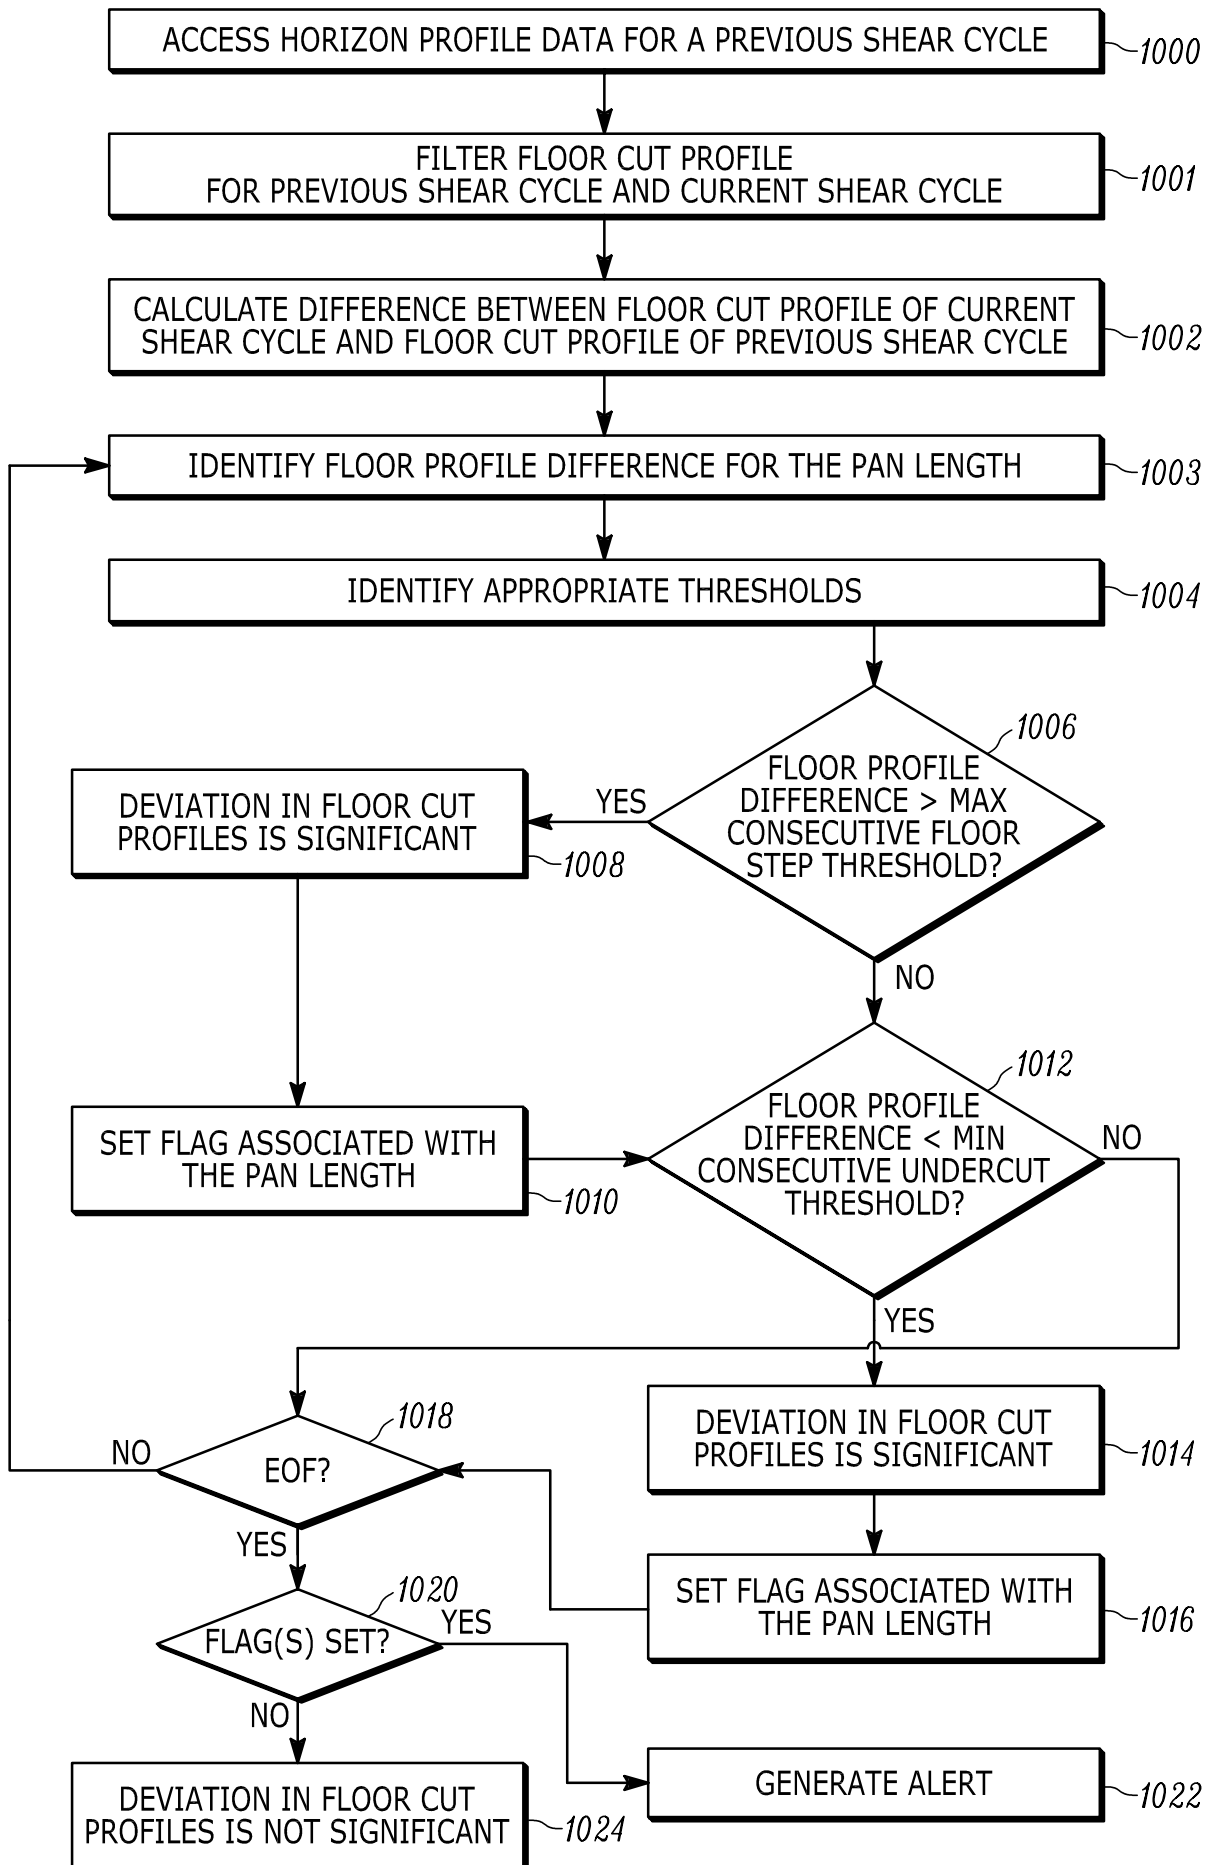 ACCESS HORIZON PROFILE DATA FOR A PREVIOUS SHEAR CYCLE
1000
FILTER FLOOR CUT PROFILE
FOR PREVIOUS SHEAR CYCLE AND CURRENT SHEAR CYCLE
1001
CALCULATE DIFFERENCE BETWEEN FLOOR CUT PROFILE OF CURRENT
SHEAR CYCLE AND FLOOR CUT PROFILE OF PREVIOUS SHEAR CYCLE
1002
IDENTIFY FLOOR PROFILE DIFFERENCE FOR THE PAN LENGTH
1003
IDENTIFY APPROPRIATE THRESHOLDS
1004
1006
FLOOR PROFILE
DIFFERENCE > MAX
CONSECUTIVE FLOOR
STEP THRESHOLD?
YES
DEVIATION IN FLOOR CUT
PROFILES IS SIGNIFICANT
1008
NO
1012
FLOOR PROFILE
DIFFERENCE < MIN
CONSECUTIVE UNDERCUT
THRESHOLD?
NO
SET FLAG ASSOCIATED WITH
THE PAN LENGTH
1010
YES
1018
EOF?
NO
DEVIATION IN FLOOR CUT
PROFILES IS SIGNIFICANT
1014
YES
1020
FLAG(S) SET?
YES
SET FLAG ASSOCIATED WITH
THE PAN LENGTH
1016
NO
GENERATE ALERT
1022
DEVIATION IN FLOOR CUT
PROFILES IS NOT SIGNIFICANT
1024